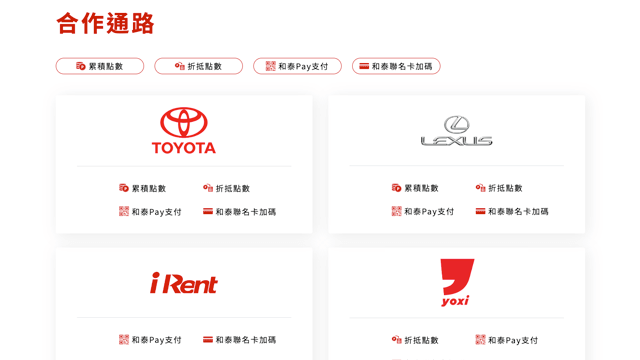 合作通路
累積點數 折抵點數 和泰Pay支付 和泰聯名卡加碼
TOYOTA
LEXUS
累積點數 折抵點數
和泰Pay支付 和泰聯名卡加碼
累積點數 折抵點數
和泰Pay支付 和泰聯名卡加碼
iRent
yoxi
和泰Pay支付 和泰聯名卡加碼
折抵點數 和泰Pay支付